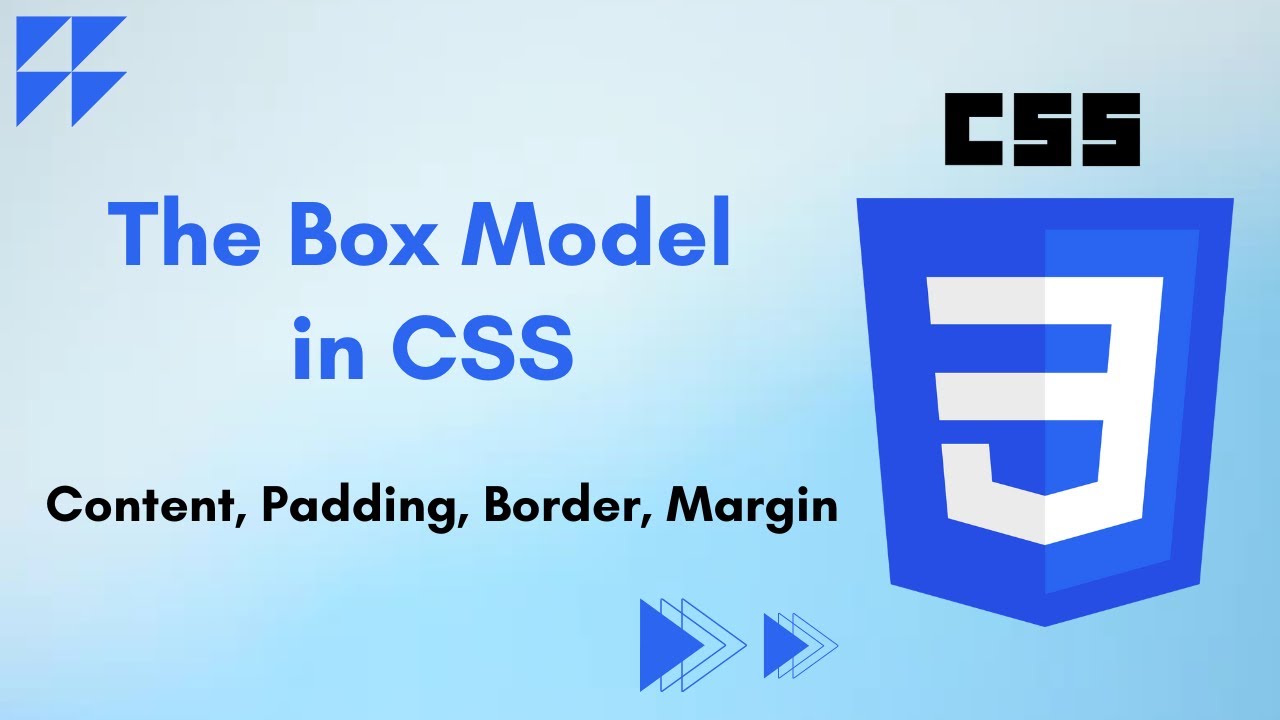 CSS
The Box Model
in CSS
Content, Padding, Border, Margin